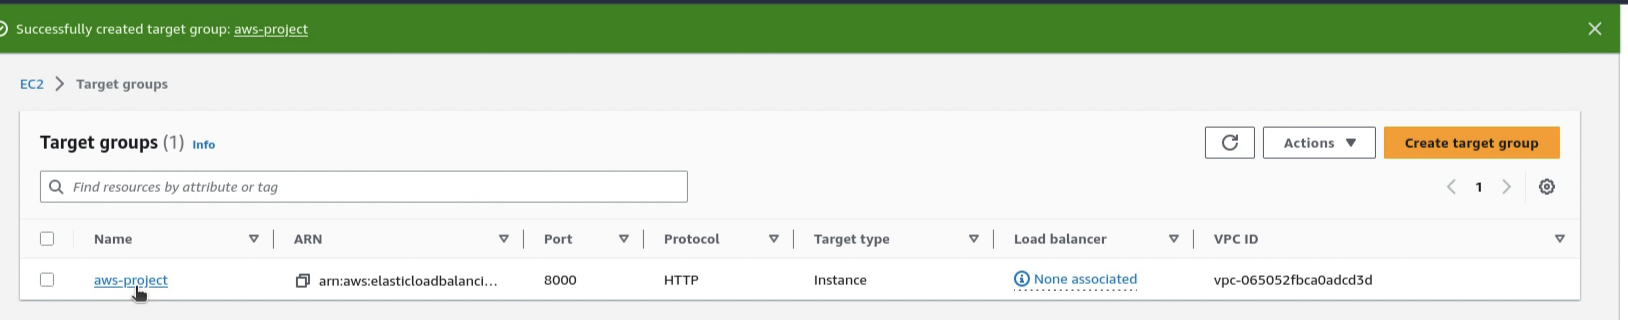 Successfully created target group: aws-project
EC2 Target groups
Target groups (1) Info
Actions
Create target group
Find resources by attribute or tag
1
Name ARN Port Protocol Target type Load balancer VPC ID
aws-project arn:aws:elasticloadbalanci... 8000 HTTP Instance None associated vpc-065052fbca0adcd3d